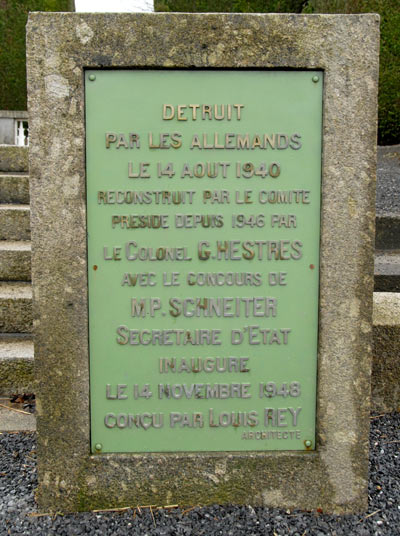 DETRUIT
PAR LES ALLEMANDS
LE 14 AOUT 1940
RECONSTRUIT PAR LE COMITE
PRESIDE DEPUIS 1946 PAR
LE COLONEL G. HESTRES
AVEC LE CONCOURS DE
M.P. SCHNEITER
SECRETAIRE D'ETAT
INAUGURE
LE 14 NOVEMBRE 1948
CONÇU PAR LOUIS REY
ARCHITECTE